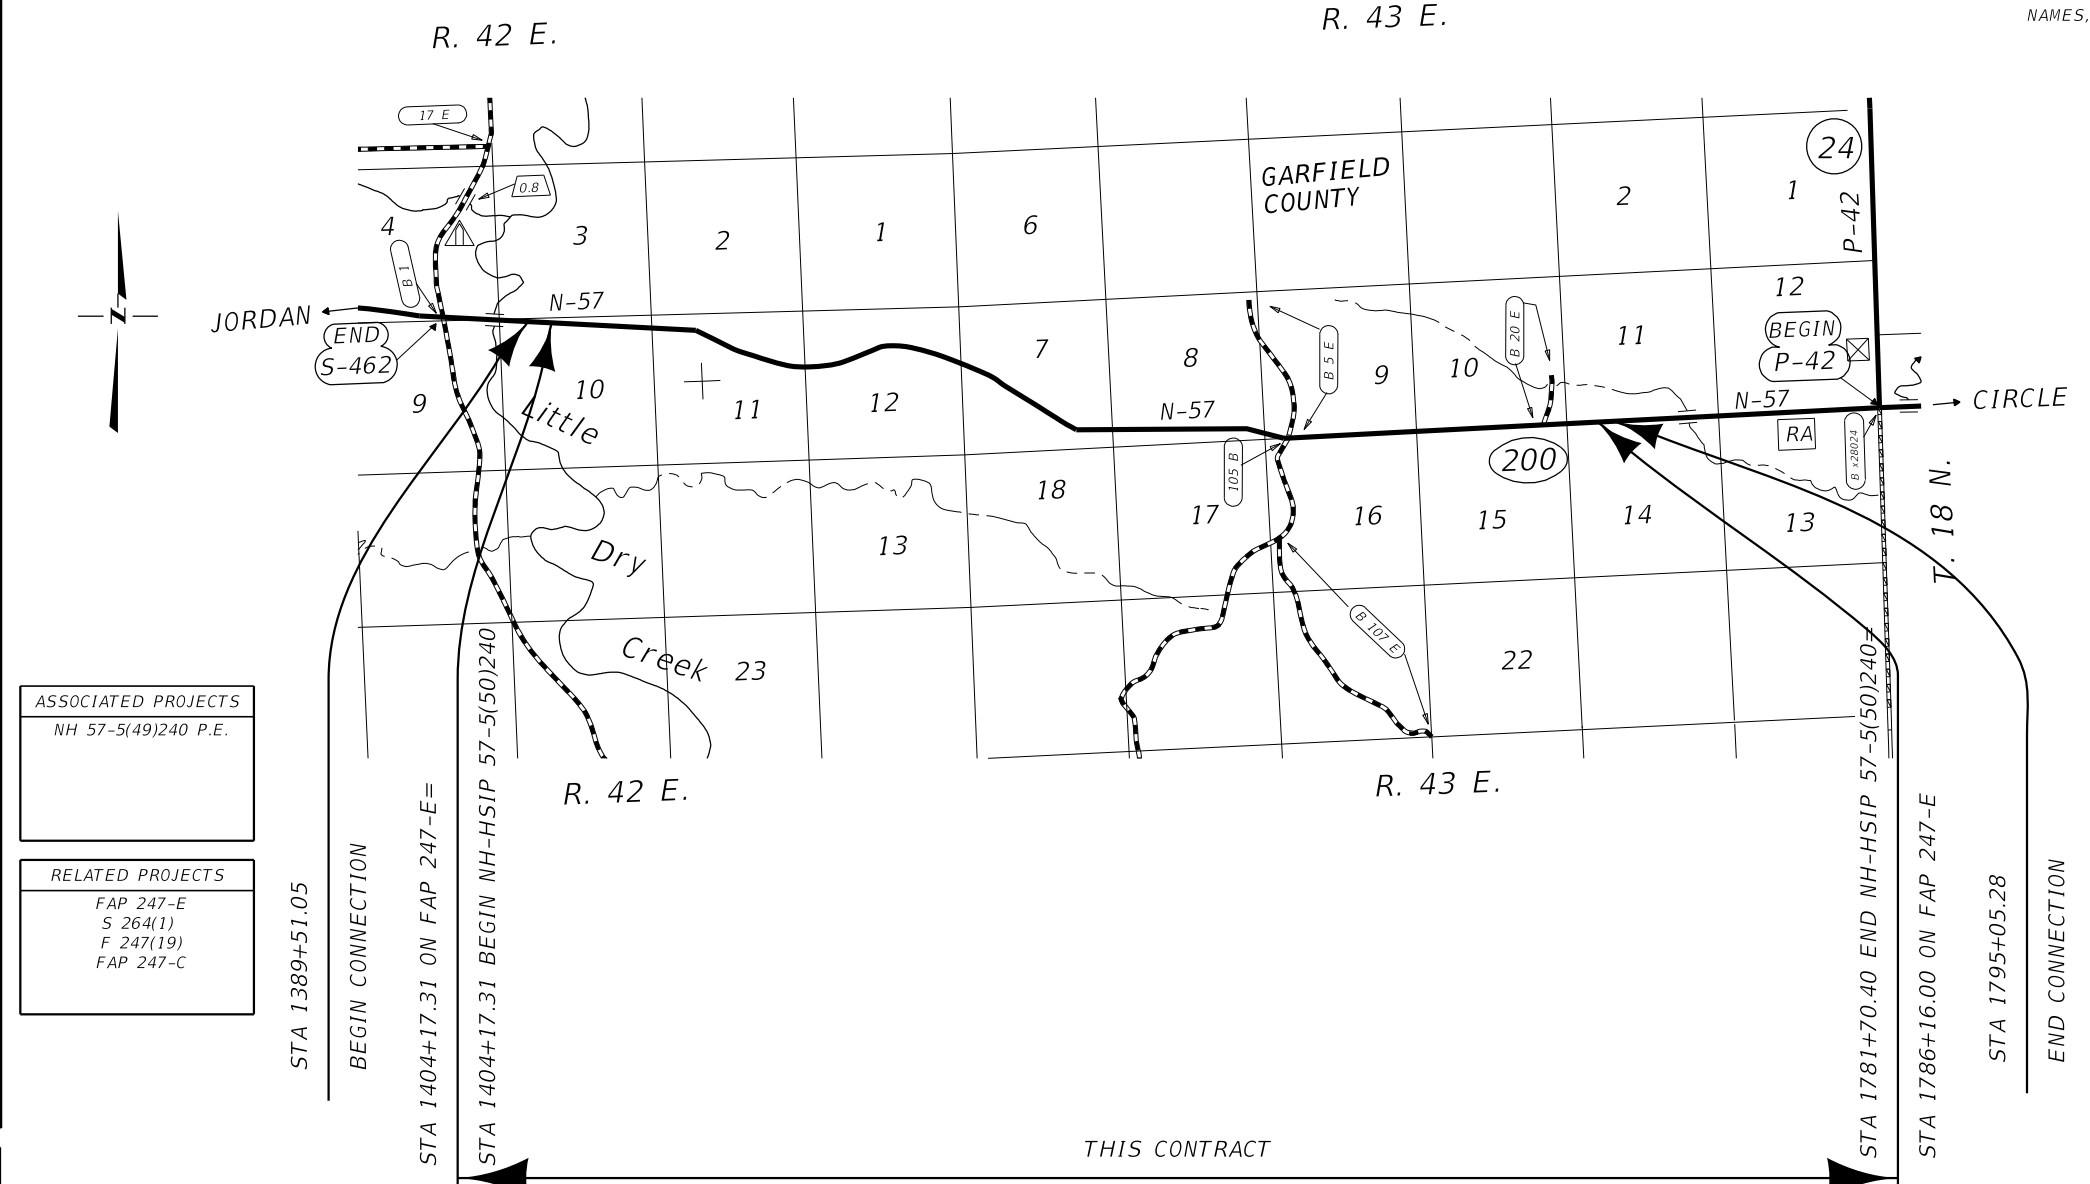 R. 42 E.
R. 43 E.
NAMES,
17 E
0.8
24
P-42
GARFIELD
COUNTY
4
3
2
1
6
2
1
B 1
12
JORDAN
N-57
END
S-462
BEGIN
P-42
B 5 E
B 20 E
7
8
9
10
11
9
10
11
12
N-57
N-57
CIRCLE
Little
RA
B x28024
105 B
200
T. 18 N.
18
17
16
15
14
13
13
Dry
B 107 E
Creek
23
22
R. 42 E.
R. 43 E.
ASSOCIATED PROJECTS
NH 57-5(49)240 P.E.
RELATED PROJECTS
FAP 247-E
S 264(1)
F 247(19)
FAP 247-C
STA 1389+51.05
BEGIN CONNECTION
STA 1404+17.31 ON FAP 247-E=
STA 1404+17.31 BEGIN NH-HSIP 57-5(50)240
STA 1781+70.40 END NH-HSIP 57-5(50)240=
STA 1786+16.00 ON FAP 247-E
STA 1795+05.28
END CONNECTION
THIS CONTRACT
N